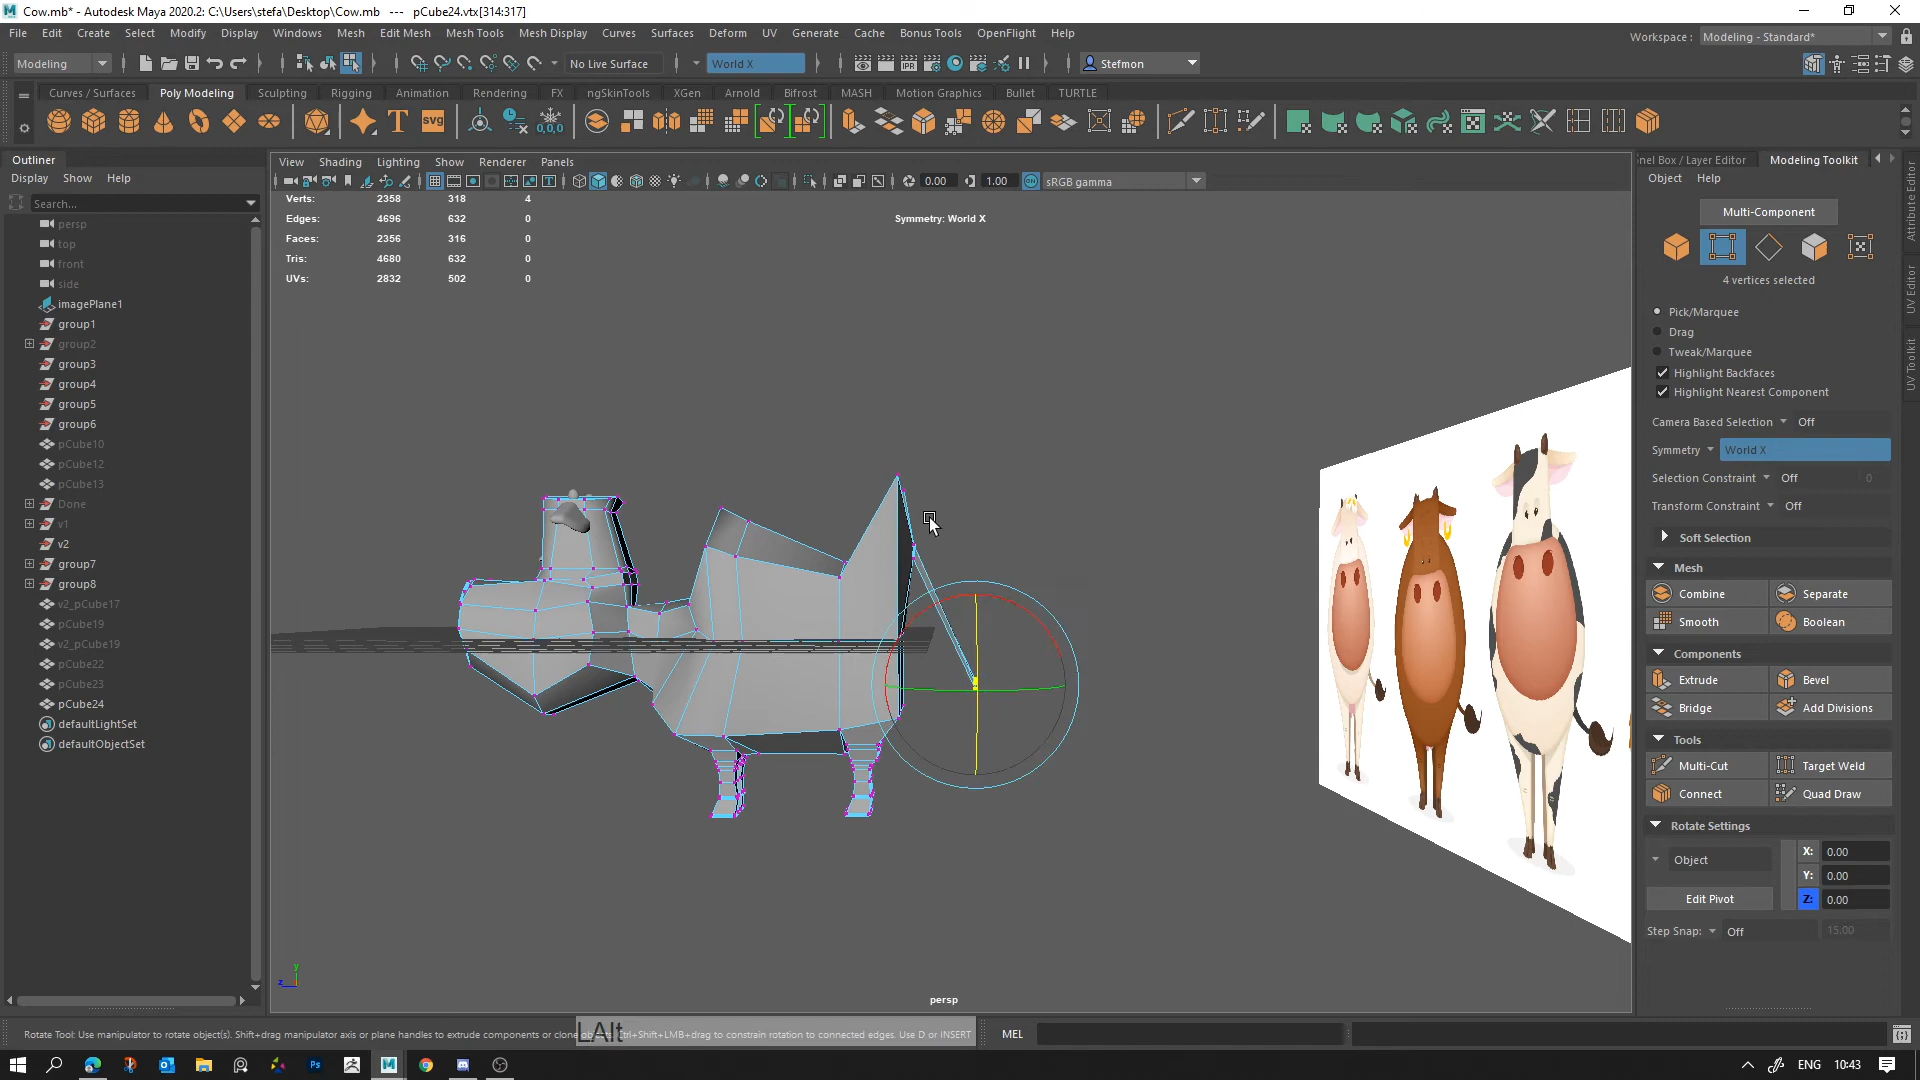 Cow.mb* - Autodesk Maya 2020.2: C:\Users\stefa\Desktop\Cow.mb   ---   pCube24.vtx[314:317]
File Edit Create Select Modify Display Windows Mesh Edit Mesh Mesh Tools Mesh Display Curves Surfaces Deform UV Generate Cache Bonus Tools OpenFlight Help
Workspace : Modeling - Standard*
Modeling
No Live Surface
World X
Stefmon
Curves / Surfaces Poly Modeling Sculpting Rigging Animation Rendering FX ngSkinTools XGen Arnold Bifrost MASH Motion Graphics Bullet TURTLE
Outliner
Display Show Help
Search...
persp
top
front
side
imagePlane1
group1
group2
group3
group4
group5
group6
pCube10
pCube12
pCube13
Done
v1
v2
group7
group8
v2_pCube17
pCube19
v2_pCube19
pCube22
pCube23
pCube24
defaultLightSet
defaultObjectSet
View Shading Lighting Show Renderer Panels
0.00
1.00
sRGB gamma
Verts: 2358 318 4
Edges: 4696 632 0
Faces: 2356 316 0
Tris: 4680 632 0
UVs: 2832 502 0
Symmetry: World X
persp
nel Box / Layer Editor
Modeling Toolkit
Object Help
Multi-Component
4 vertices selected
Pick/Marquee
Drag
Tweak/Marquee
Highlight Backfaces
Highlight Nearest Component
Camera Based Selection Off
Symmetry World X
Selection Constraint Off 0
Transform Constraint Off
Soft Selection
Mesh
Combine Separate
Smooth Boolean
Components
Extrude Bevel
Bridge Add Divisions
Tools
Multi-Cut Target Weld
Connect Quad Draw
Rotate Settings
Object
X: 0.00
Y: 0.00
Edit Pivot
Z: 0.00
Step Snap: Off 15.00
Attribute Editor
UV Editor
UV Toolkit
Rotate Tool: Use manipulator to rotate object(s). Shift+drag manipulator axis or plane handles to extrude components or clone
LAlt
Ctrl+Shift+LMB+drag to constrain rotation to connected edges. Use D or INSERT
MEL
ENG 10:43